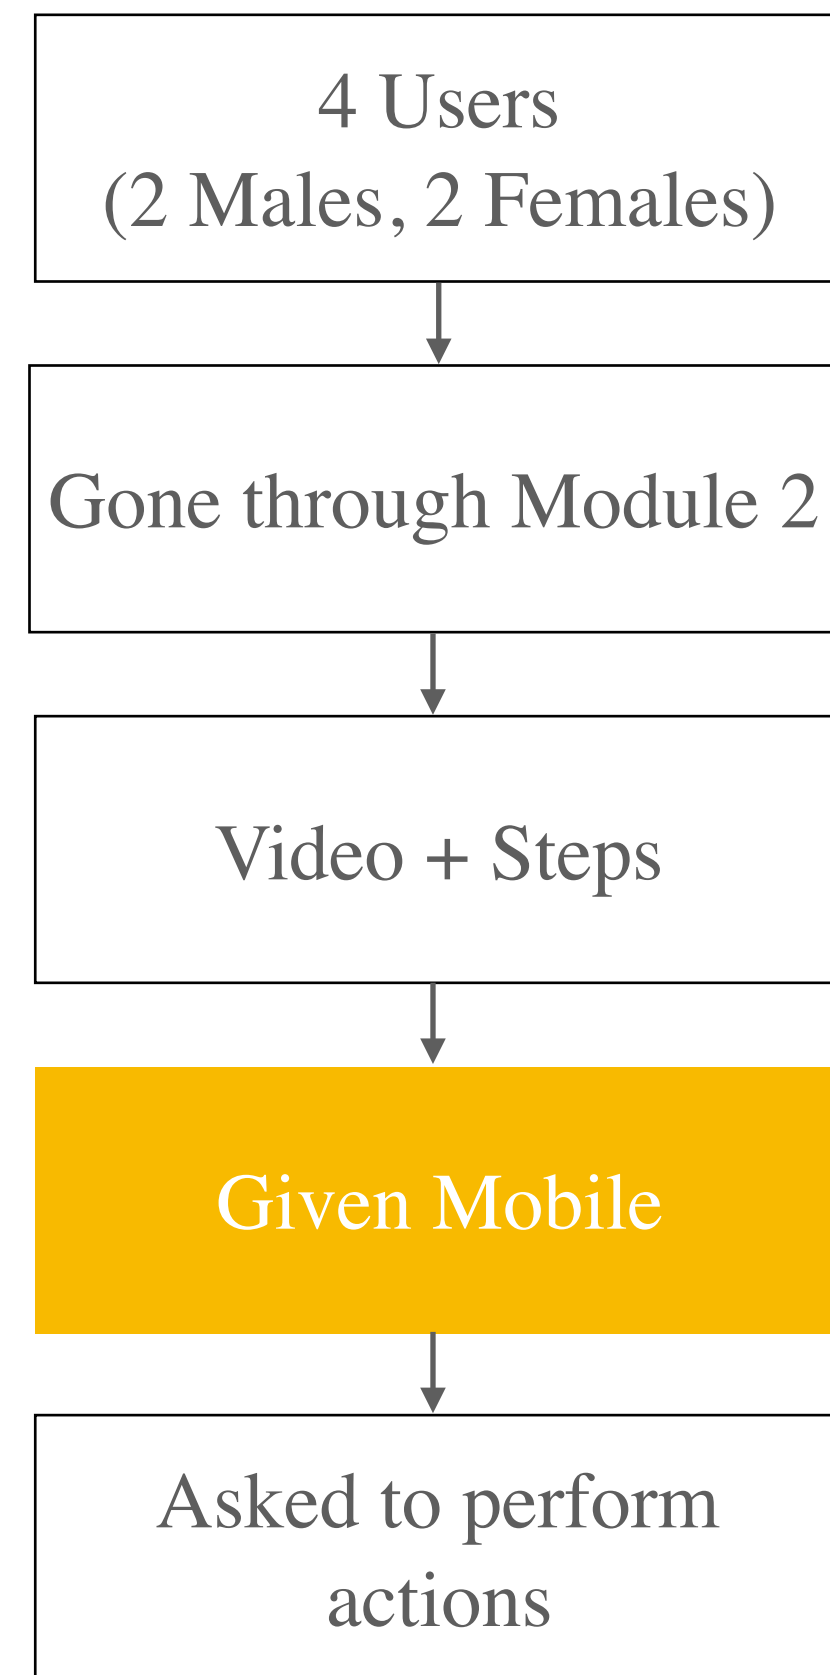 4 Users
(2 Males, 2 Females)
Gone through Module 2
Video + Steps
Given Mobile
Asked to perform
actions